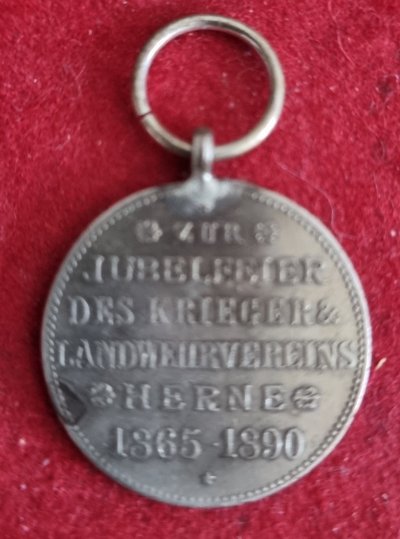 ZUR
JUBELFEIER
DES KRIEGER &
LANDWEHRVEREINS
HERNE
1865-1890